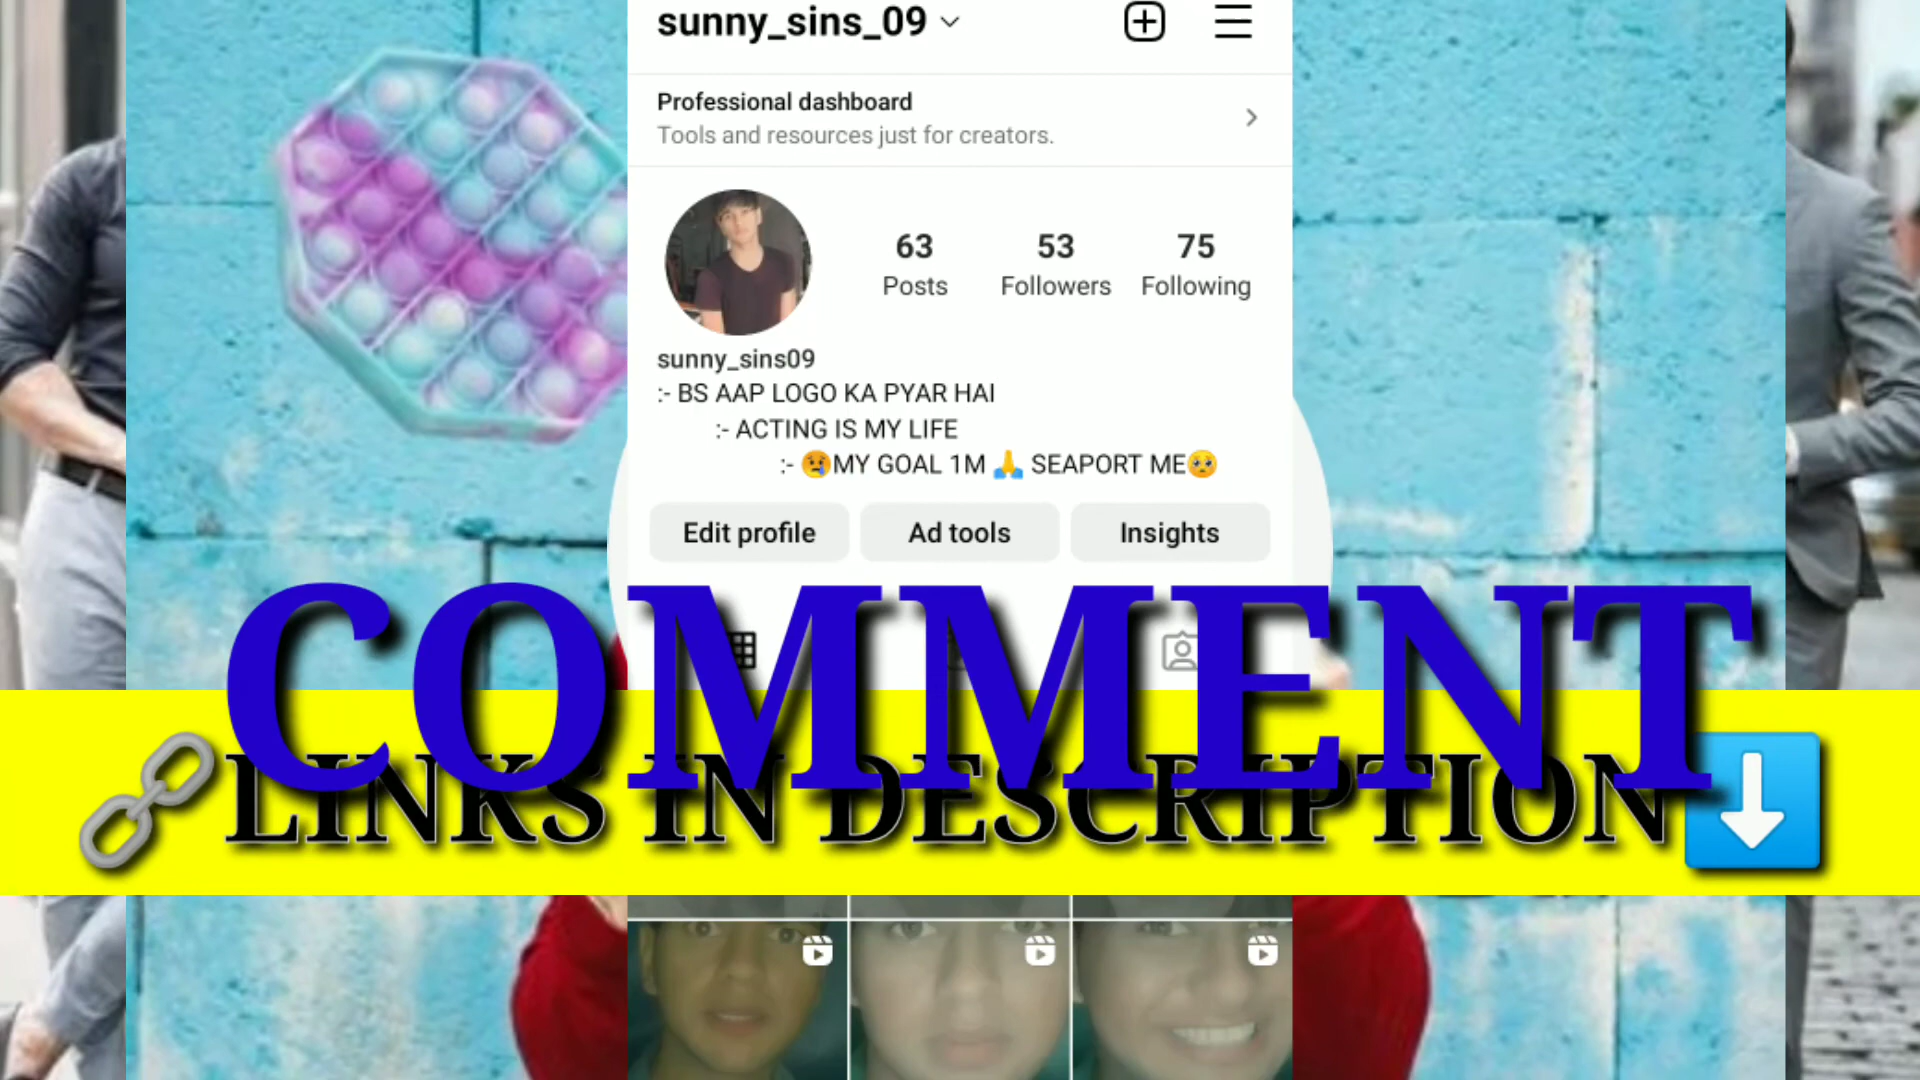 sunny_sins_09
Professional dashboard
Tools and resources just for creators.
63 Posts
53 Followers
75 Following
sunny_sins09
:- BS AAP LOGO KA PYAR HAI
:- ACTING IS MY LIFE
:- 😢MY GOAL 1M 🙏 SEAPORT ME🥺
Edit profile
Ad tools
Insights
COMMENT
🔗LINKS IN DESCRIPTION⬇️